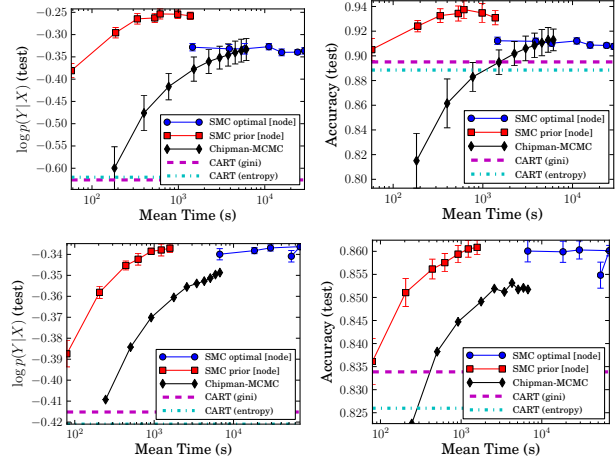 −0.25
−0.30
−0.35
−0.40
−0.45
−0.50
−0.55
−0.60
log p(Y|X) (test)
10²
10³
10⁴
Mean Time (s)
SMC optimal [node]
SMC prior [node]
Chipman-MCMC
CART (gini)
CART (entropy)
0.94
0.92
0.90
0.88
0.86
0.84
0.82
0.80
Accuracy (test)
10²
10³
10⁴
Mean Time (s)
SMC optimal [node]
SMC prior [node]
Chipman-MCMC
CART (gini)
CART (entropy)
−0.34
−0.35
−0.36
−0.37
−0.38
−0.39
−0.40
−0.41
−0.42
log p(Y|X) (test)
10²
10³
10⁴
Mean Time (s)
SMC optimal [node]
SMC prior [node]
Chipman-MCMC
CART (gini)
CART (entropy)
0.860
0.855
0.850
0.845
0.840
0.835
0.830
0.825
Accuracy (test)
10²
10³
10⁴
Mean Time (s)
SMC optimal [node]
SMC prior [node]
Chipman-MCMC
CART (gini)
CART (entropy)